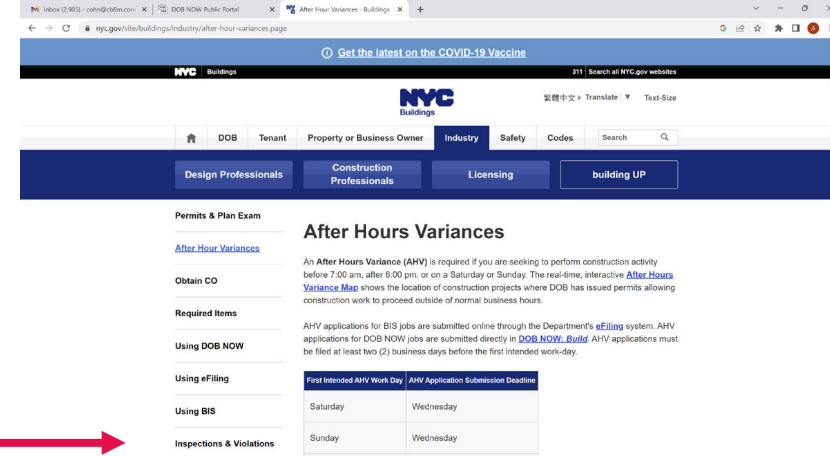 Inbox (2,905) - cohn@cblim.com
DOB NOW Public Portal
After Hour Variances - Buildings
nyc.gov/site/buildings/industry/after-hour-variances.page
Get the latest on the COVID-19 Vaccine
NYC Buildings
311 Search all NYC.gov websites
NYC
Buildings
繁體中文 Translate Text-Size
DOB Tenant Property or Business Owner Industry Safety Codes Search
Design Professionals Construction Professionals Licensing building UP
Permits & Plan Exam
After Hour Variances
Obtain CO
Required Items
Using DOB NOW
Using eFiling
Using BIS
Inspections & Violations
After Hours Variances
An After Hours Variance (AHV) is required if you are seeking to perform construction activity
before 7:00 am, after 6:00 pm, or on a Saturday or Sunday. The real-time, interactive After Hours
Variance Map shows the location of construction projects where DOB has issued permits allowing
construction work to proceed outside of normal business hours.
AHV applications for BIS jobs are submitted online through the Department's eFiling system. AHV
applications for DOB NOW jobs are submitted directly in DOB NOW: Build. AHV applications must
be filed at least two (2) business days before the first intended work-day.
First Intended AHV Work Day AHV Application Submission Deadline
Saturday Wednesday
Sunday Wednesday